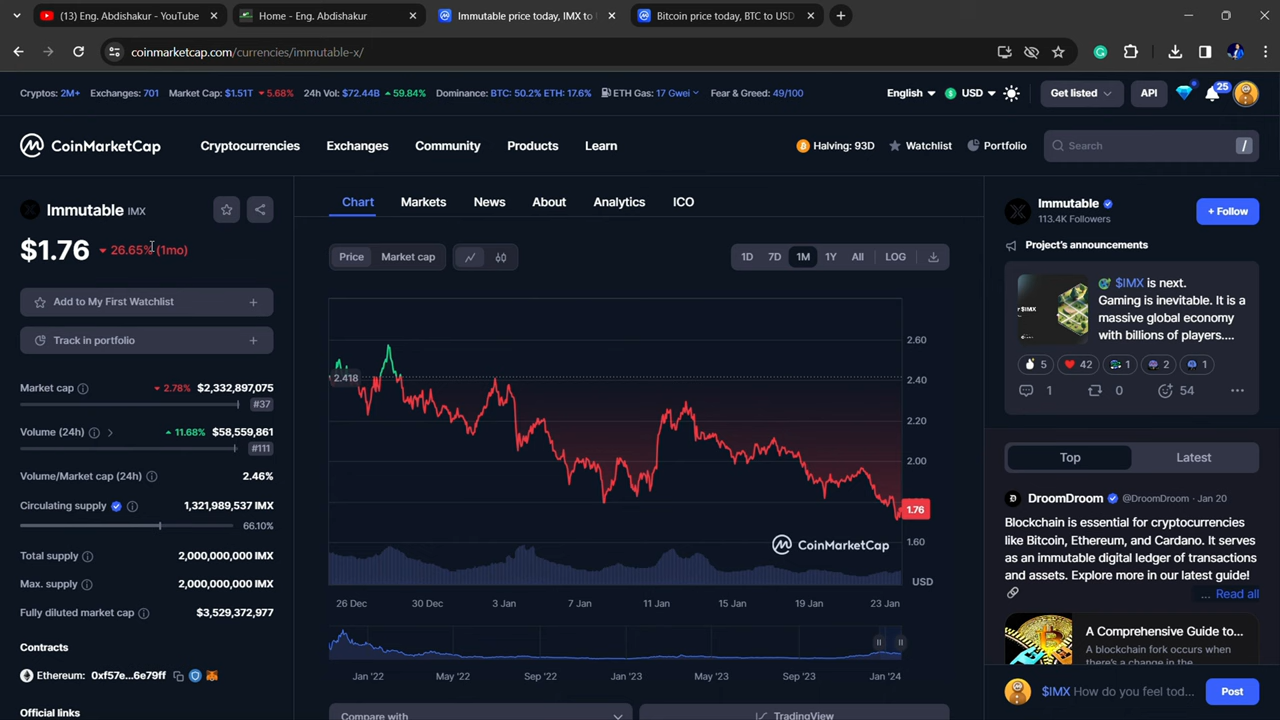 (13) Eng. Abdishakur - YouTube
Home - Eng. Abdishakur
Immutable price today, IMX to
Bitcoin price today, BTC to USD
coinmarketcap.com/currencies/immutable-x/
Cryptos: 2M+ Exchanges: 701 Market Cap: $1.51T 5.68% 24h Vol: $72.44B 59.84% Dominance: BTC: 50.2% ETH: 17.6% ETH Gas: 17 Gwei Fear & Greed: 49/100
English USD Get listed API 25
CoinMarketCap
Cryptocurrencies Exchanges Community Products Learn
Halving: 93D Watchlist Portfolio Search /
Immutable IMX
$1.76 26.65% (1mo)
Add to My First Watchlist +
Track in portfolio +
Market cap 2.78% $2,332,897,075
#37
Volume (24h) 11.68% $58,559,861
#111
Volume/Market cap (24h) 2.46%
Circulating supply 1,321,989,537 IMX
66.10%
Total supply 2,000,000,000 IMX
Max. supply 2,000,000,000 IMX
Fully diluted market cap $3,529,372,977
Contracts
Ethereum: 0xf57e...6e79ff
Official links
Chart Markets News About Analytics ICO
Price Market cap
1D 7D 1M 1Y All LOG
2.60
2.418
2.40
2.20
2.00
1.76
1.60
CoinMarketCap
USD
26 Dec 30 Dec 3 Jan 7 Jan 11 Jan 15 Jan 19 Jan 23 Jan
Jan '22 May '22 Sep '22 Jan '23 May '23 Sep '23 Jan '24
Compare with
TradingView
Immutable
113.4K Followers
+ Follow
Project's announcements
$IMX is next.
Gaming is inevitable. It is a
massive global economy
with billions of players....
5 42 1 2 1
1 0 54
Top Latest
DroomDroom @DroomDroom · Jan 20
Blockchain is essential for cryptocurrencies
like Bitcoin, Ethereum, and Cardano. It serves
as an immutable digital ledger of transactions
and assets. Explore more in our latest guide!
... Read all
A Comprehensive Guide to...
A blockchain fork occurs when
there's a change in the
$IMX How do you feel tod...
Post